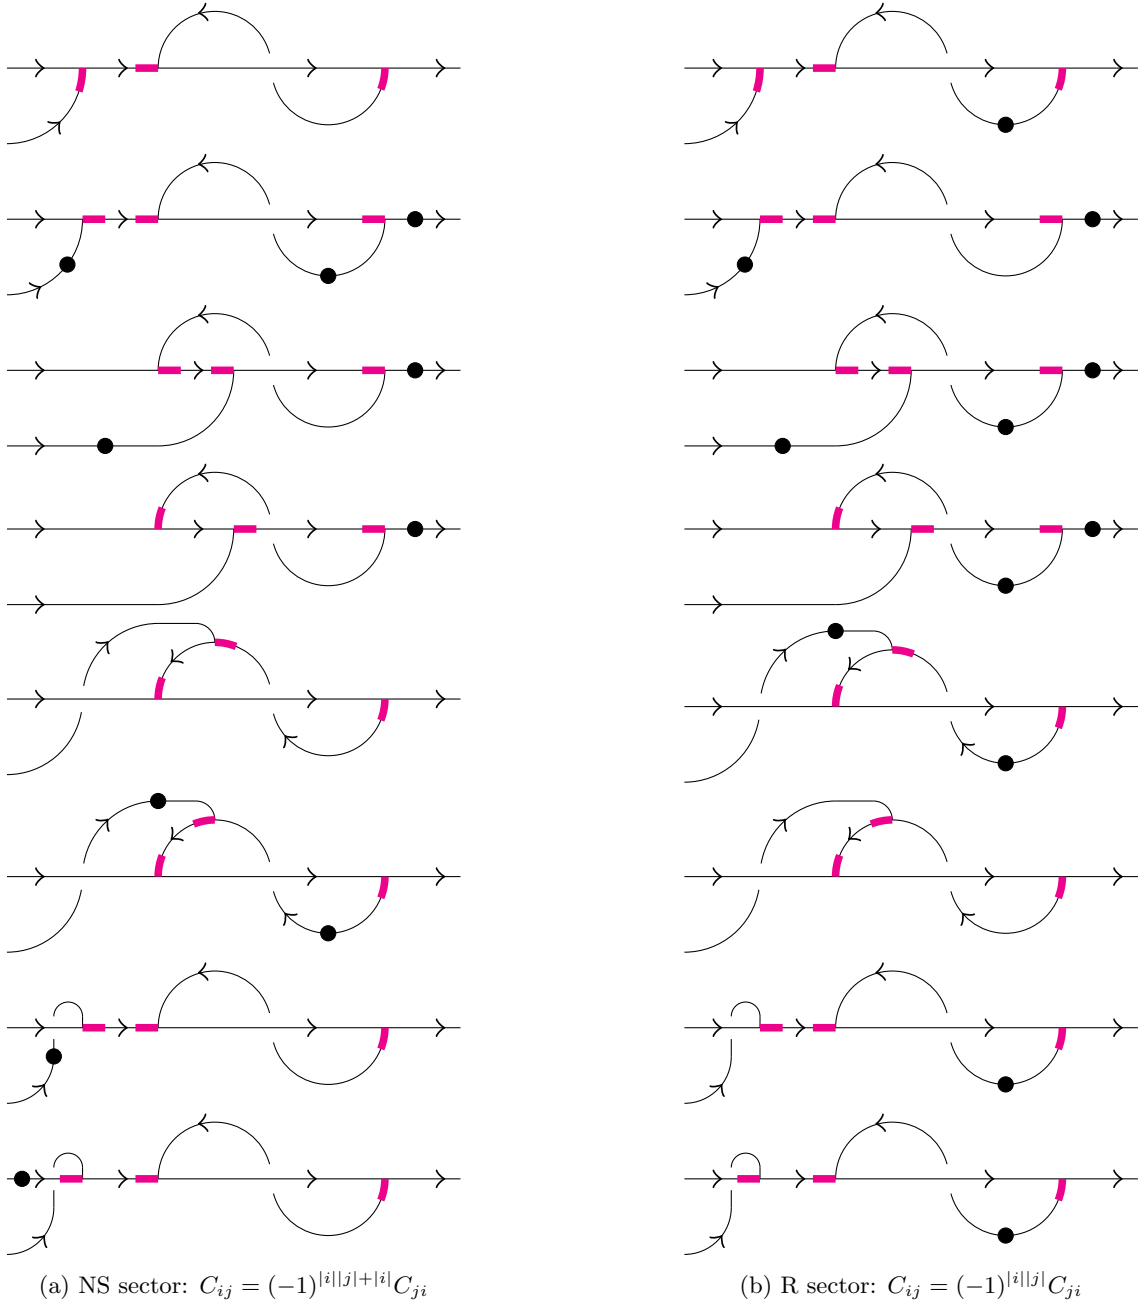 (a) NS sector: $C_{ij} = (-1)^{|i||j|+|i|} C_{ji}$
(b) R sector: $C_{ij} = (-1)^{|i||j|} C_{ji}$